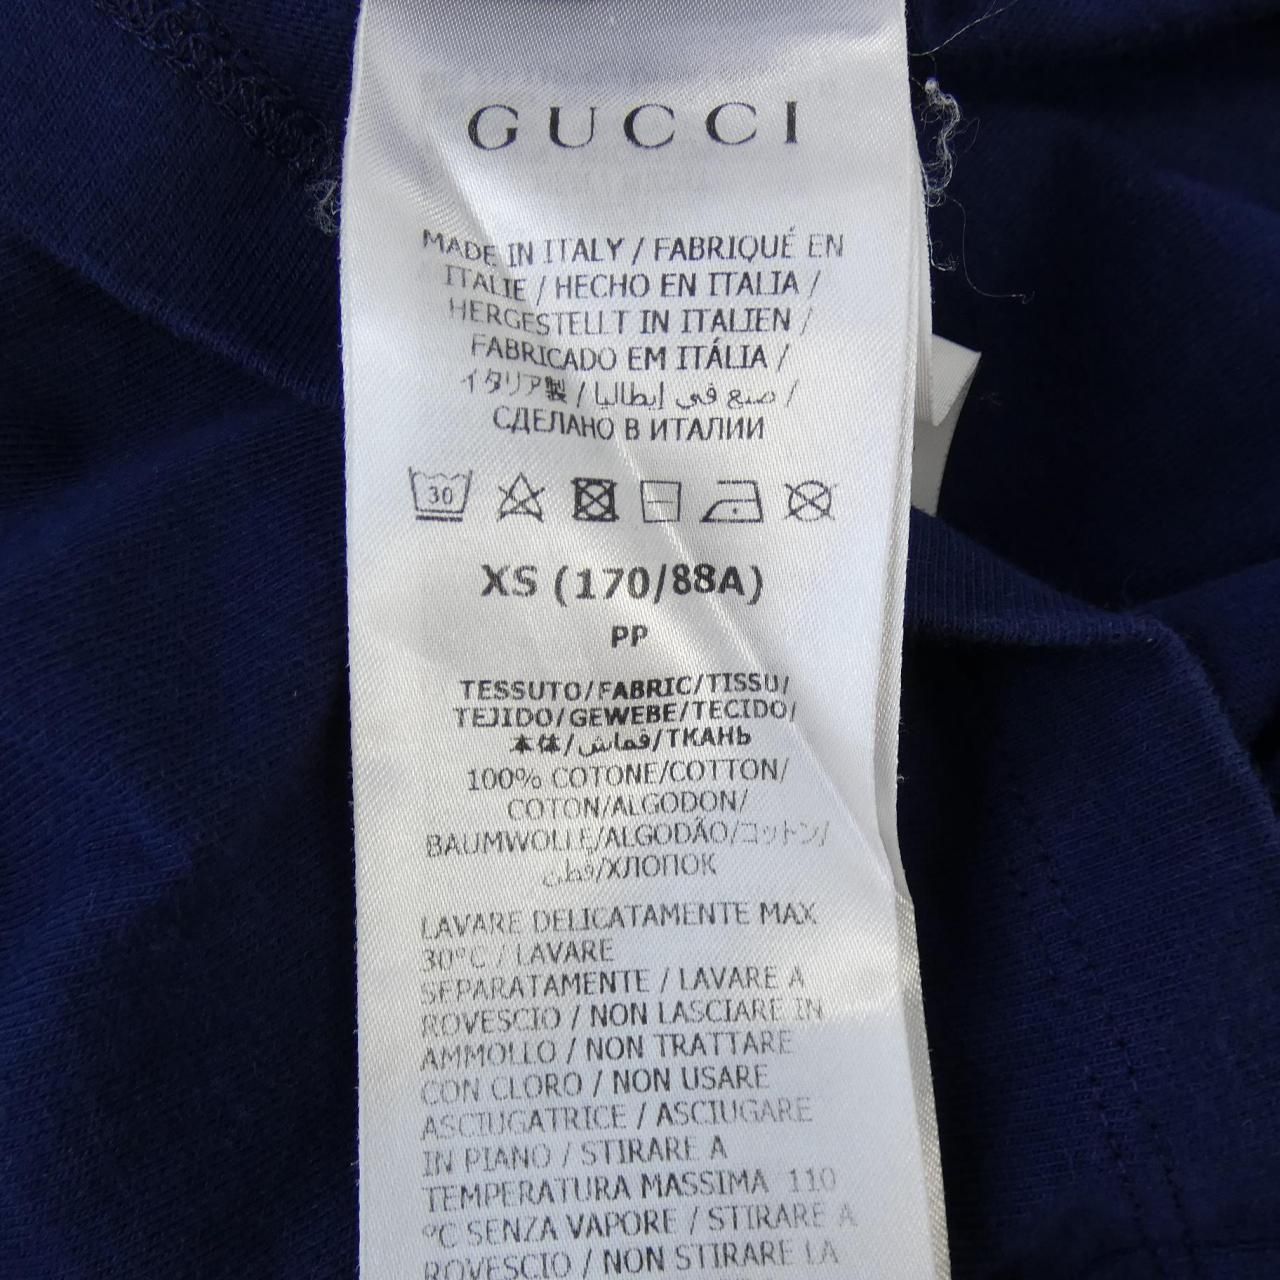 GUCCI
MADE IN ITALY / FABRIQUÉ EN
ITALIE / HECHO EN ITALIA /
HERGESTELLT IN ITALIEN /
FABRICADO EM ITÁLIA /
イタリア製 / صنع في إيطاليا /
СДЕЛАНО В ИТАЛИИ
30
XS (170/88A)
PP
TESSUTO/FABRIC/TISSU/
TEJIDO/GEWEBE/TECIDO/
本体/قماش/ТКАНЬ
100% COTONE/COTTON/
COTON/ALGODON/
BAUMWOLLE/ALGODÃO/コットン/
قطن/ХЛОПОК
LAVARE DELICATAMENTE MAX
30°C / LAVARE
SEPARATAMENTE / LAVARE A
ROVESCIO / NON LASCIARE IN
AMMOLLO / NON TRATTARE
CON CLORO / NON USARE
ASCIUGATRICE / ASCIUGARE
IN PIANO / STIRARE A
TEMPERATURA MASSIMA 110
°C SENZA VAPORE / STIRARE A
ROVESCIO / NON STIRARE LA